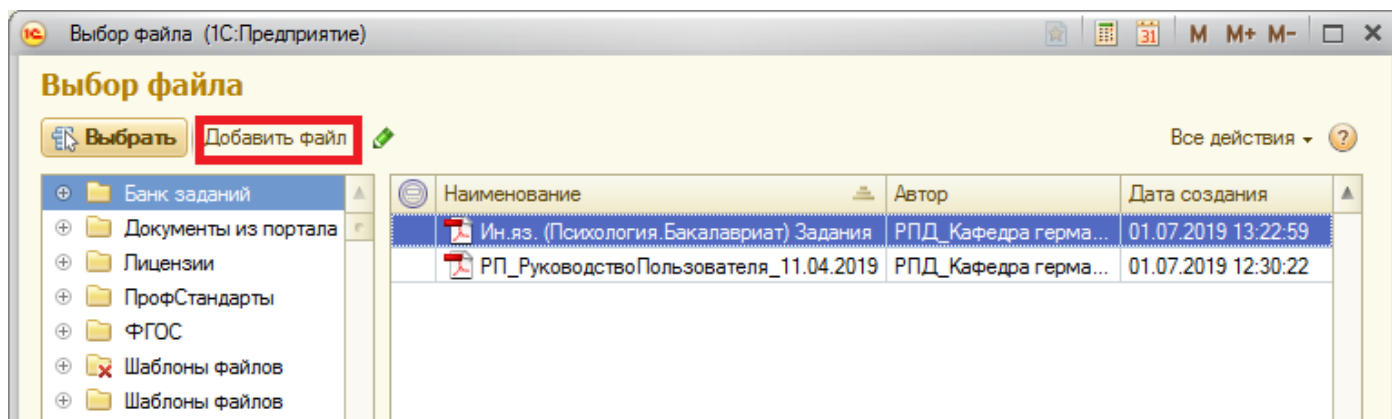 1С Выбор файла (1С:Предприятие) 31 M M+ M-
Выбор файла
Выбрать Добавить файл Все действия ?
Банк заданий
Документы из портала
Лицензии
ПрофСтандарты
ФГОС
Шаблоны файлов
Шаблоны файлов
Наименование Автор Дата создания
Ин.яз. (Психология.Бакалавриат) Задания РПД_Кафедра герма... 01.07.2019 13:22:59
РП_РуководствоПользователя_11.04.2019 РПД_Кафедра герма... 01.07.2019 12:30:22